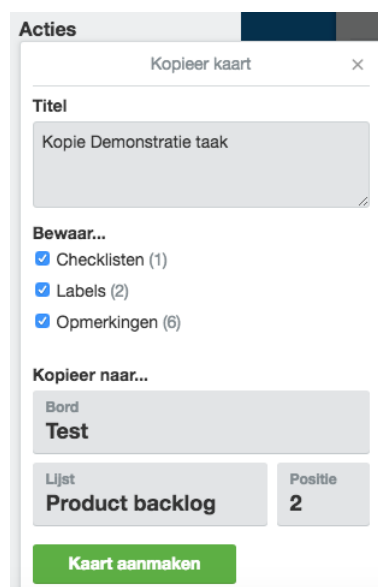 Acties
Kopieer kaart
Titel
Kopie Demonstratie taak
Bewaar...
Checklisten (1)
Labels (2)
Opmerkingen (6)
Kopieer naar...
Bord
Test
Lijst
Product backlog
Positie
2
Kaart aanmaken